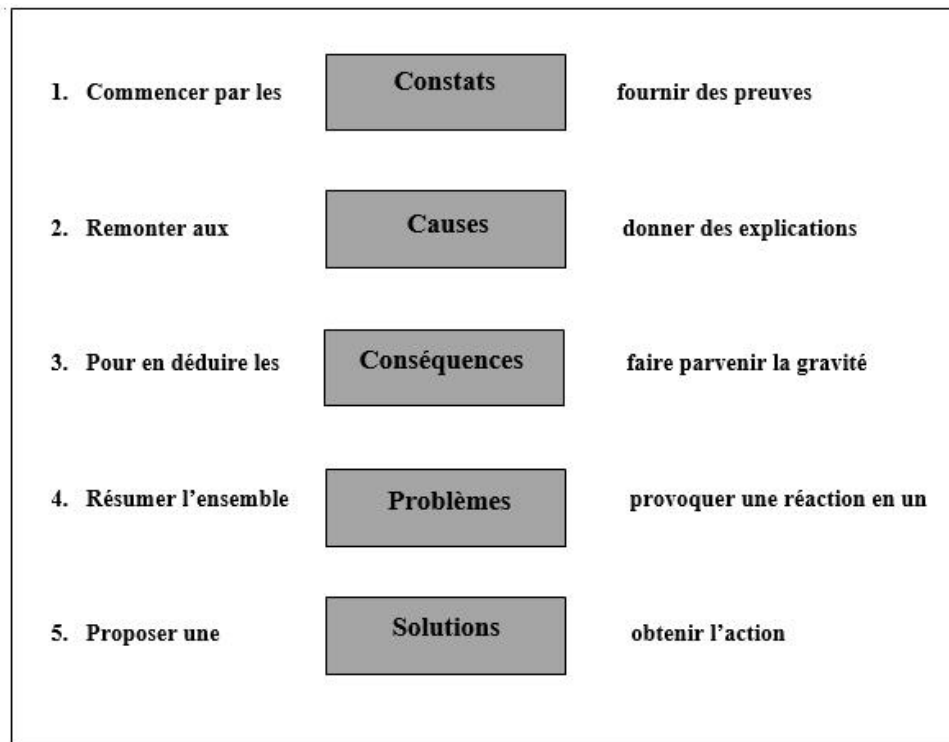 1. Commencer par les Constats fournir des preuves
2. Remonter aux Causes donner des explications
3. Pour en déduire les Conséquences faire parvenir la gravité
4. Résumer l’ensemble Problèmes provoquer une réaction en un
5. Proposer une Solutions obtenir l’action